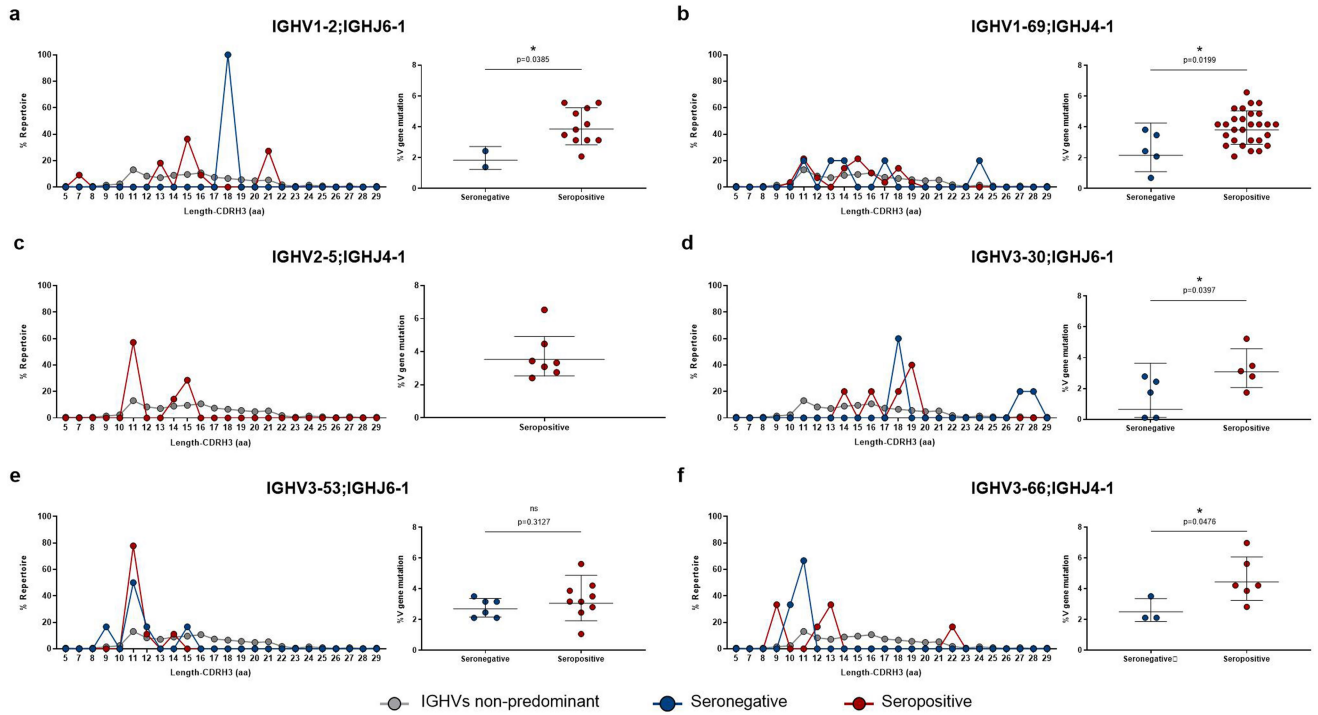 a
IGHV1-2;IGHJ6-1
% Repertoire
100
80
60
40
20
0
5 7 8 9 10 11 12 13 14 15 16 17 18 19 20 21 22 23 24 25 26 27 28 29
Length-CDRH3 (aa)
*
p=0.0385
%V gene mutation
8
6
4
2
0
Seronegative Seropositive
b
IGHV1-69;IGHJ4-1
% Repertoire
100
80
60
40
20
0
5 7 8 9 10 11 12 13 14 15 16 17 18 19 20 21 22 23 24 25 26 27 28 29
Length-CDRH3 (aa)
*
p=0.0199
%V gene mutation
8
6
4
2
0
Seronegative Seropositive
c
IGHV2-5;IGHJ4-1
% Repertoire
100
80
60
40
20
0
5 7 8 9 10 11 12 13 14 15 16 17 18 19 20 21 22 23 24 25 26 27 28 29
Length-CDRH3 (aa)
%V gene mutation
8
6
4
2
0
Seropositive
d
IGHV3-30;IGHJ6-1
% Repertoire
100
80
60
40
20
0
5 7 8 9 10 11 12 13 14 15 16 17 18 19 20 21 22 23 24 25 26 27 28 29
Length-CDRH3 (aa)
*
p=0.0397
%V gene mutation
8
6
4
2
0
Seronegative Seropositive
e
IGHV3-53;IGHJ6-1
% Repertoire
100
80
60
40
20
0
5 7 8 9 10 11 12 13 14 15 16 17 18 19 20 21 22 23 24 25 26 27 28 29
Length-CDRH3 (aa)
ns
p=0.3127
%V gene mutation
8
6
4
2
0
Seronegative Seropositive
f
IGHV3-66;IGHJ4-1
% Repertoire
100
80
60
40
20
0
5 7 8 9 10 11 12 13 14 15 16 17 18 19 20 21 22 23 24 25 26 27 28 29
Length-CDRH3 (aa)
*
p=0.0476
%V gene mutation
8
6
4
2
0
Seronegative□ Seropositive
IGHVs non-predominant Seronegative Seropositive